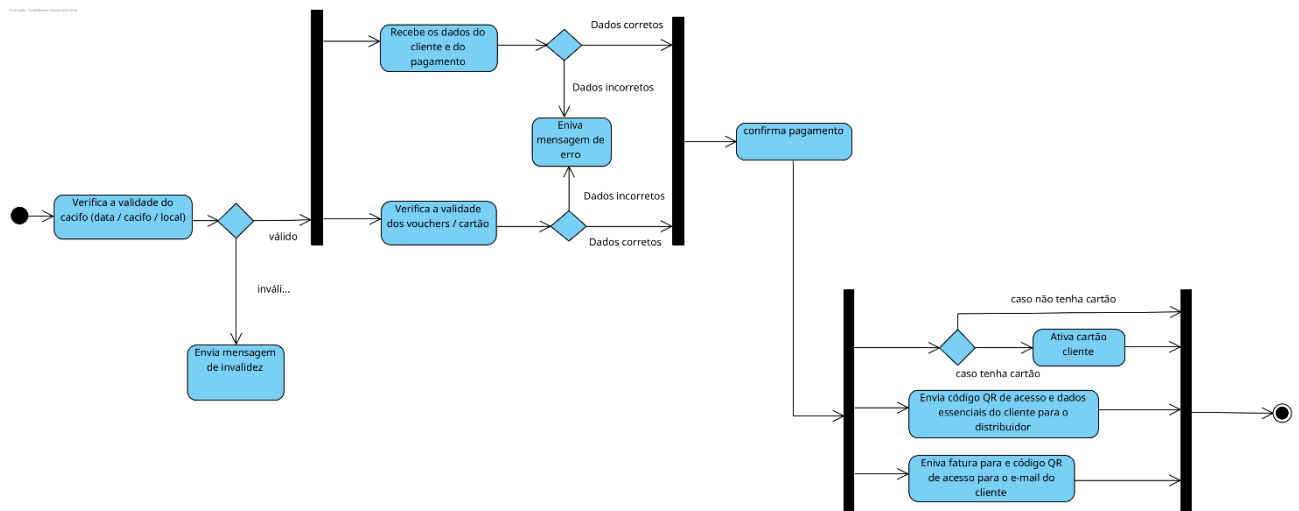 Recebe os dados do
cliente e do
pagamento
Dados corretos
Dados incorretos
Eniva
mensagem de
erro
confirma pagamento
Verifica a validade do
cacifo (data / cacifo / local)
válido
Verifica a validade
dos vouchers / cartão
Dados incorretos
Dados corretos
inváli...
Envia mensagem
de invalidez
caso não tenha cartão
Ativa cartão
cliente
caso tenha cartão
Envia código QR de acesso e dados
essenciais do cliente para o
distribuidor
Eniva fatura para e código QR
de acesso para o e-mail do
cliente